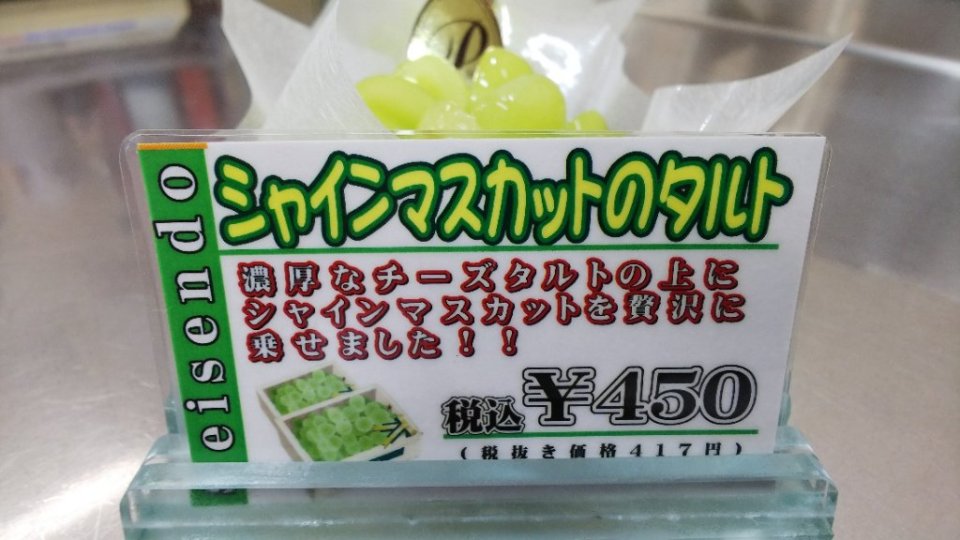 eisendo
シャインマスカットのタルト
濃厚なチーズタルトの上に
シャインマスカットを贅沢に
乗せました！！
税込 ¥450
(税抜き価格417円)